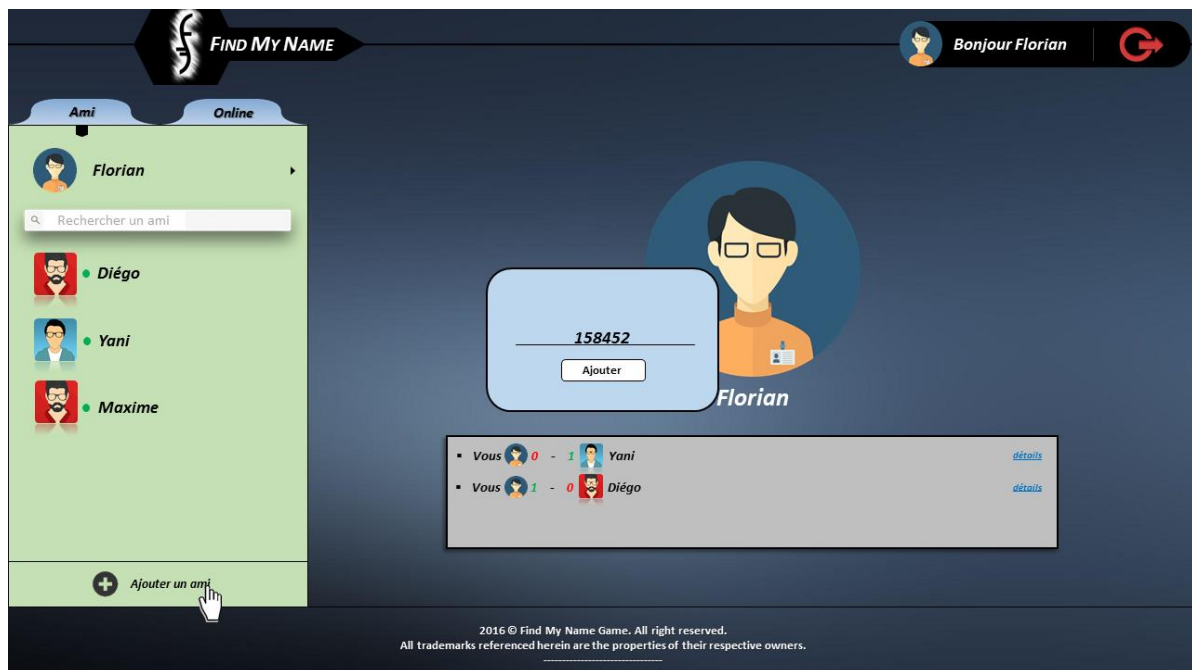 FIND MY NAME
Bonjour Florian
Ami
Online
Florian
Rechercher un ami
Diégo
Yani
Maxime
158452
Ajouter
Florian
Vous 0 - 1 Yani détails
Vous 1 - 0 Diégo détails
Ajouter un ami
2016 © Find My Name Game. All right reserved.
All trademarks referenced herein are the properties of their respective owners.
--------------------------------